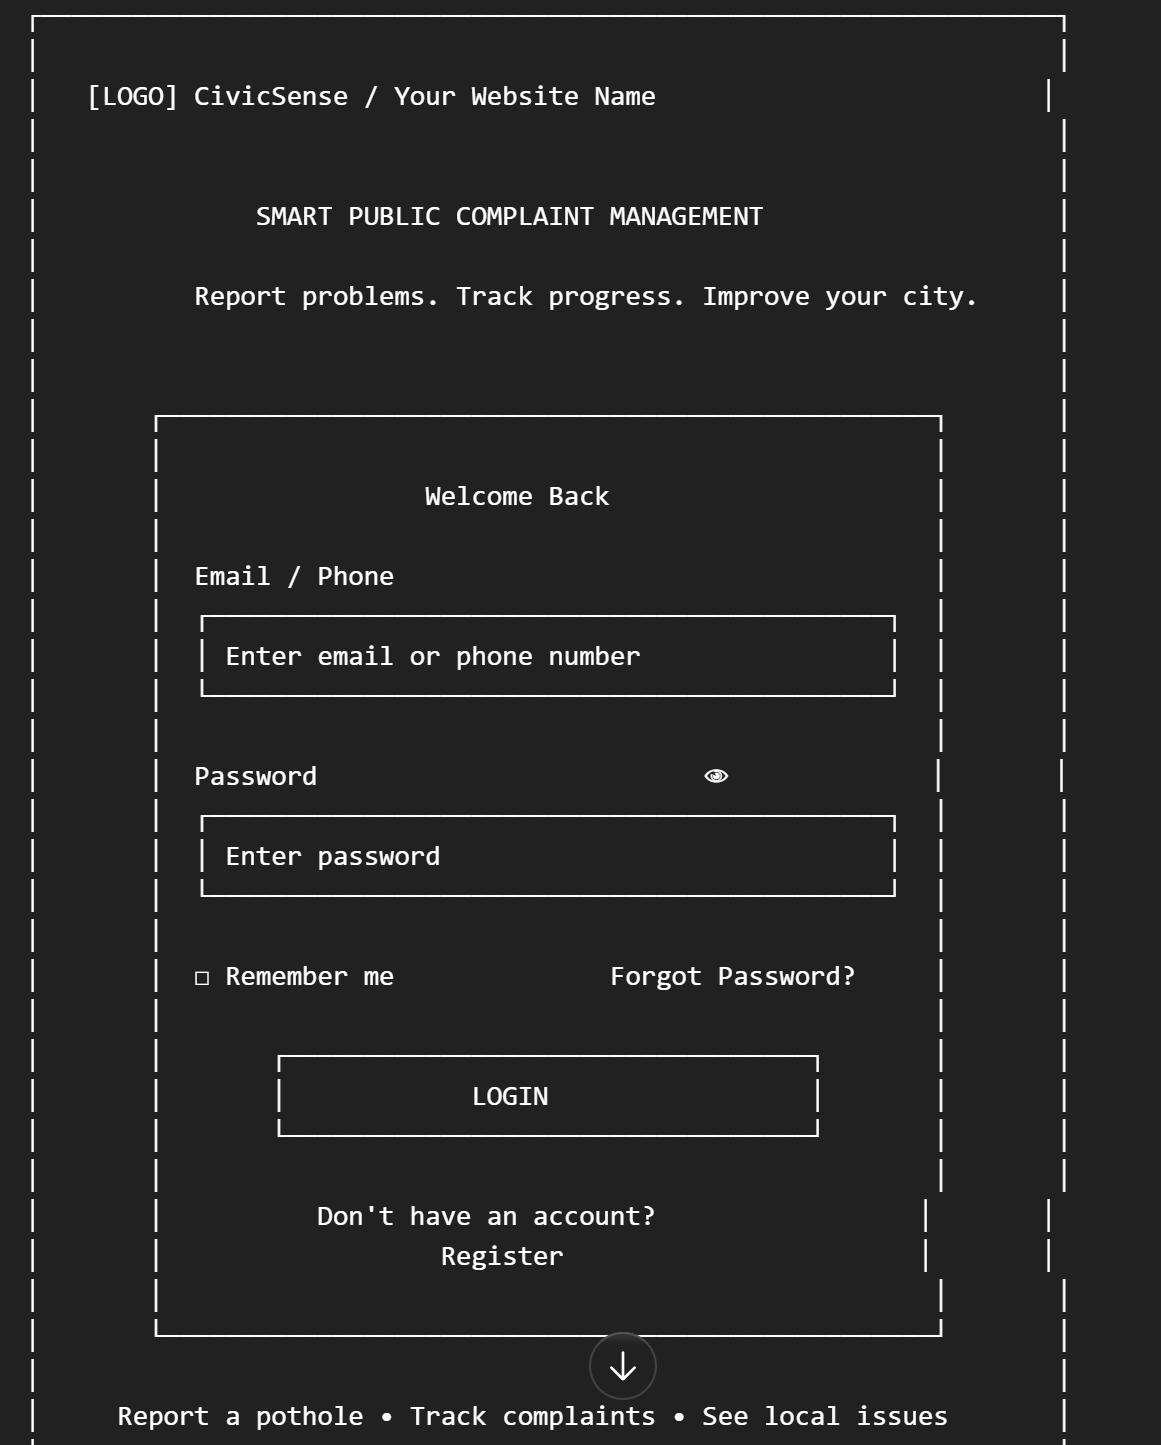 [LOGO] CivicSense / Your Website Name
SMART PUBLIC COMPLAINT MANAGEMENT
Report problems. Track progress. Improve your city.
Welcome Back
Email / Phone
Enter email or phone number
Password 👁
Enter password
☐ Remember me Forgot Password?
LOGIN
Don't have an account?
Register
Report a pothole • Track complaints • See local issues